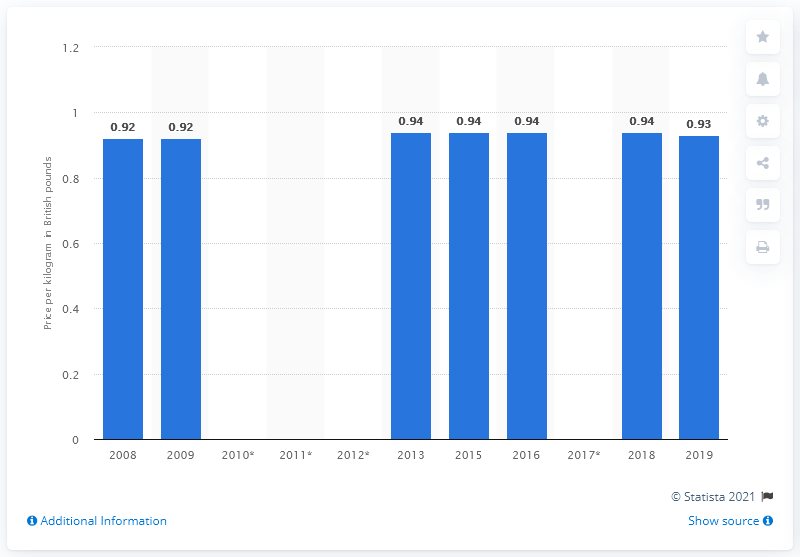 1.2
1
0.8
0.6
0.4
0.2
0
Price per kilogram in British pounds
0.92 0.92 0.94 0.94 0.94 0.94 0.93
2008 2009 2010* 2011* 2012* 2013 2015 2016 2017* 2018 2019
© Statista 2021
Additional Information
Show source